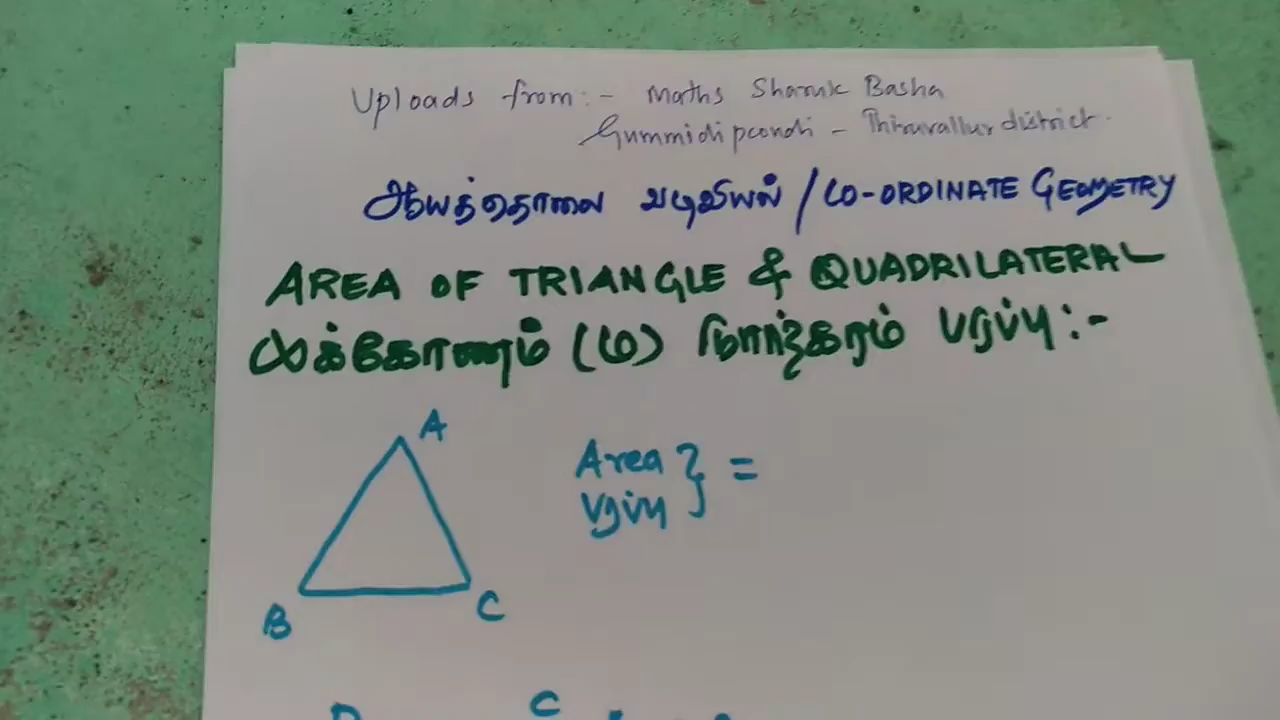 Uploads from:- Maths Sharuk Basha
Gummidipoondi - Thiruvallur district.
ஆயத்தொலை வடிவியல் / CO-ORDINATE GEOMETRY
AREA OF TRIANGLE & QUADRILATERAL
முக்கோணம் (ம) நாற்கரம் பரப்பு :-
A
Area
பரப்பு } =
B
C
D
C